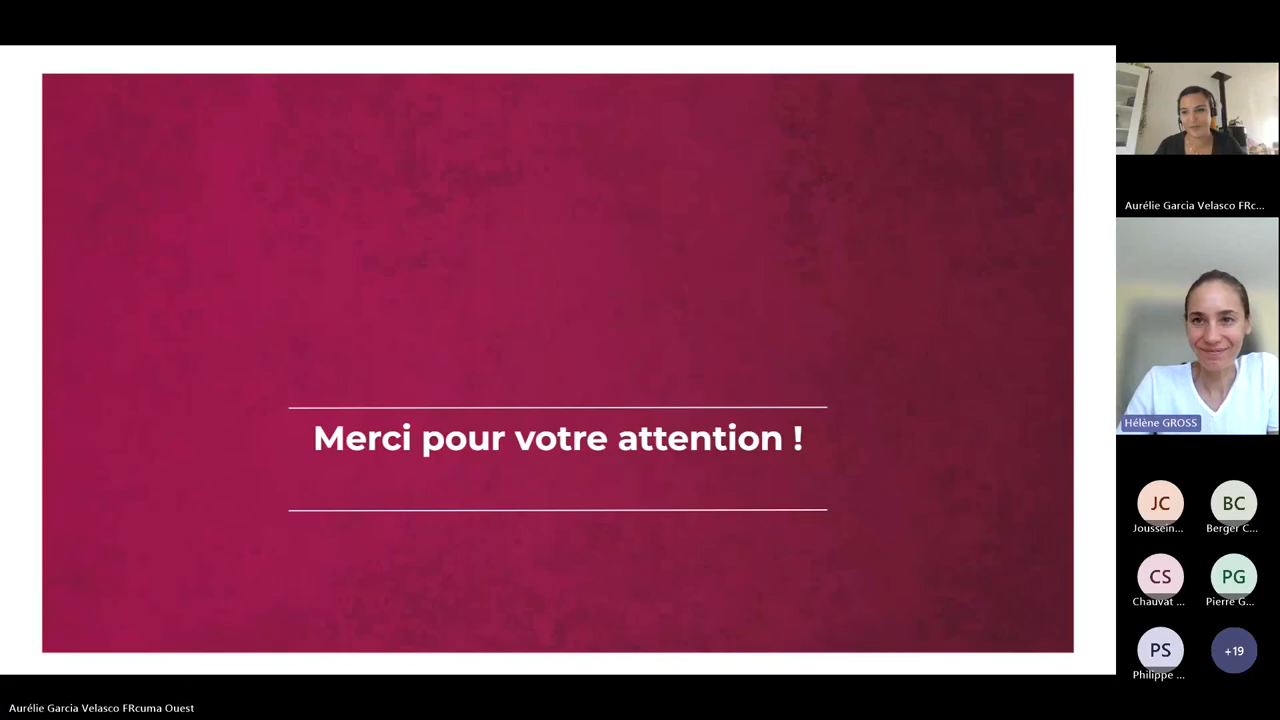 Merci pour votre attention !
Aurélie Garcia Velasco FRc...
Hélène GROSS
JC
BC
Joussein...
Berger C...
CS
PG
Chauvat ...
Pierre G...
PS
+19
Philippe ...
Aurélie Garcia Velasco FRcuma Ouest